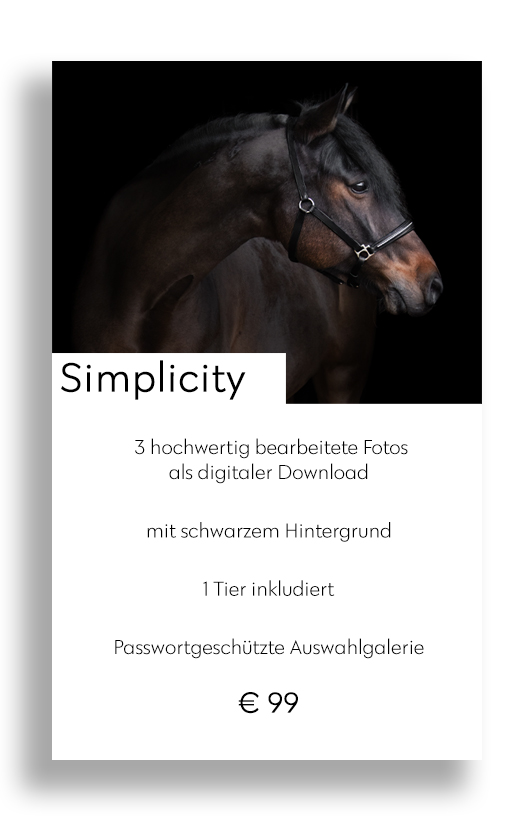 Simplicity
3 hochwertig bearbeitete Fotos
als digitaler Download
mit schwarzem Hintergrund
1 Tier inkludiert
Passwortgeschützte Auswahlgalerie
€ 99